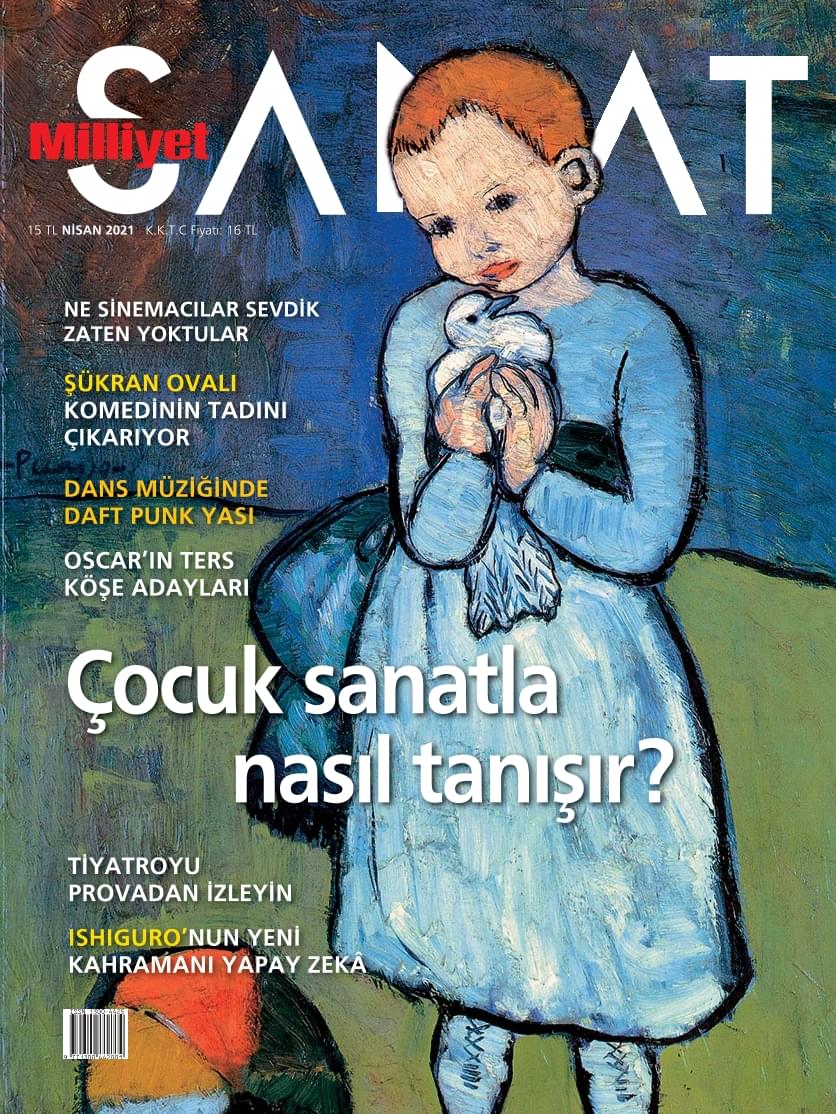 SANAT
Milliyet
15 TL NİSAN 2021 K.K.T.C Fiyatı: 16 TL
NE SİNEMACILAR SEVDİK
ZATEN YOKTULAR
ŞÜKRAN OVALI
KOMEDİNİN TADINI
ÇIKARIYOR
Picasso
DANS MÜZİĞİNDE
DAFT PUNK YASI
OSCAR’IN TERS
KÖŞE ADAYLARI
Çocuk sanatla
nasıl tanışır?
TİYATROYU
PROVADAN İZLEYİN
ISHIGURO’NUN YENİ
KAHRAMANI YAPAY ZEKÂ